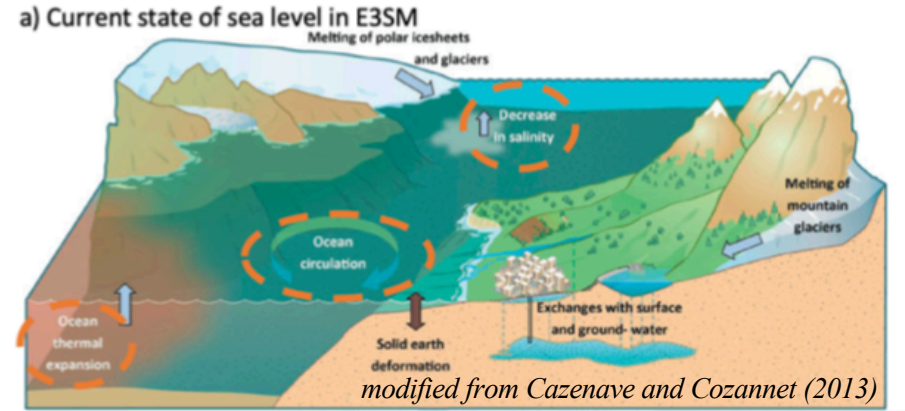 a) Current state of sea level in E3SM
Melting of polar icesheets
and glaciers
Decrease
in salinity
Melting of
mountain
glaciers
Ocean
circulation
Ocean
thermal
expansion
Solid earth
deformation
Exchanges with surface
and ground- water
modified from Cazenave and Cozannet (2013)